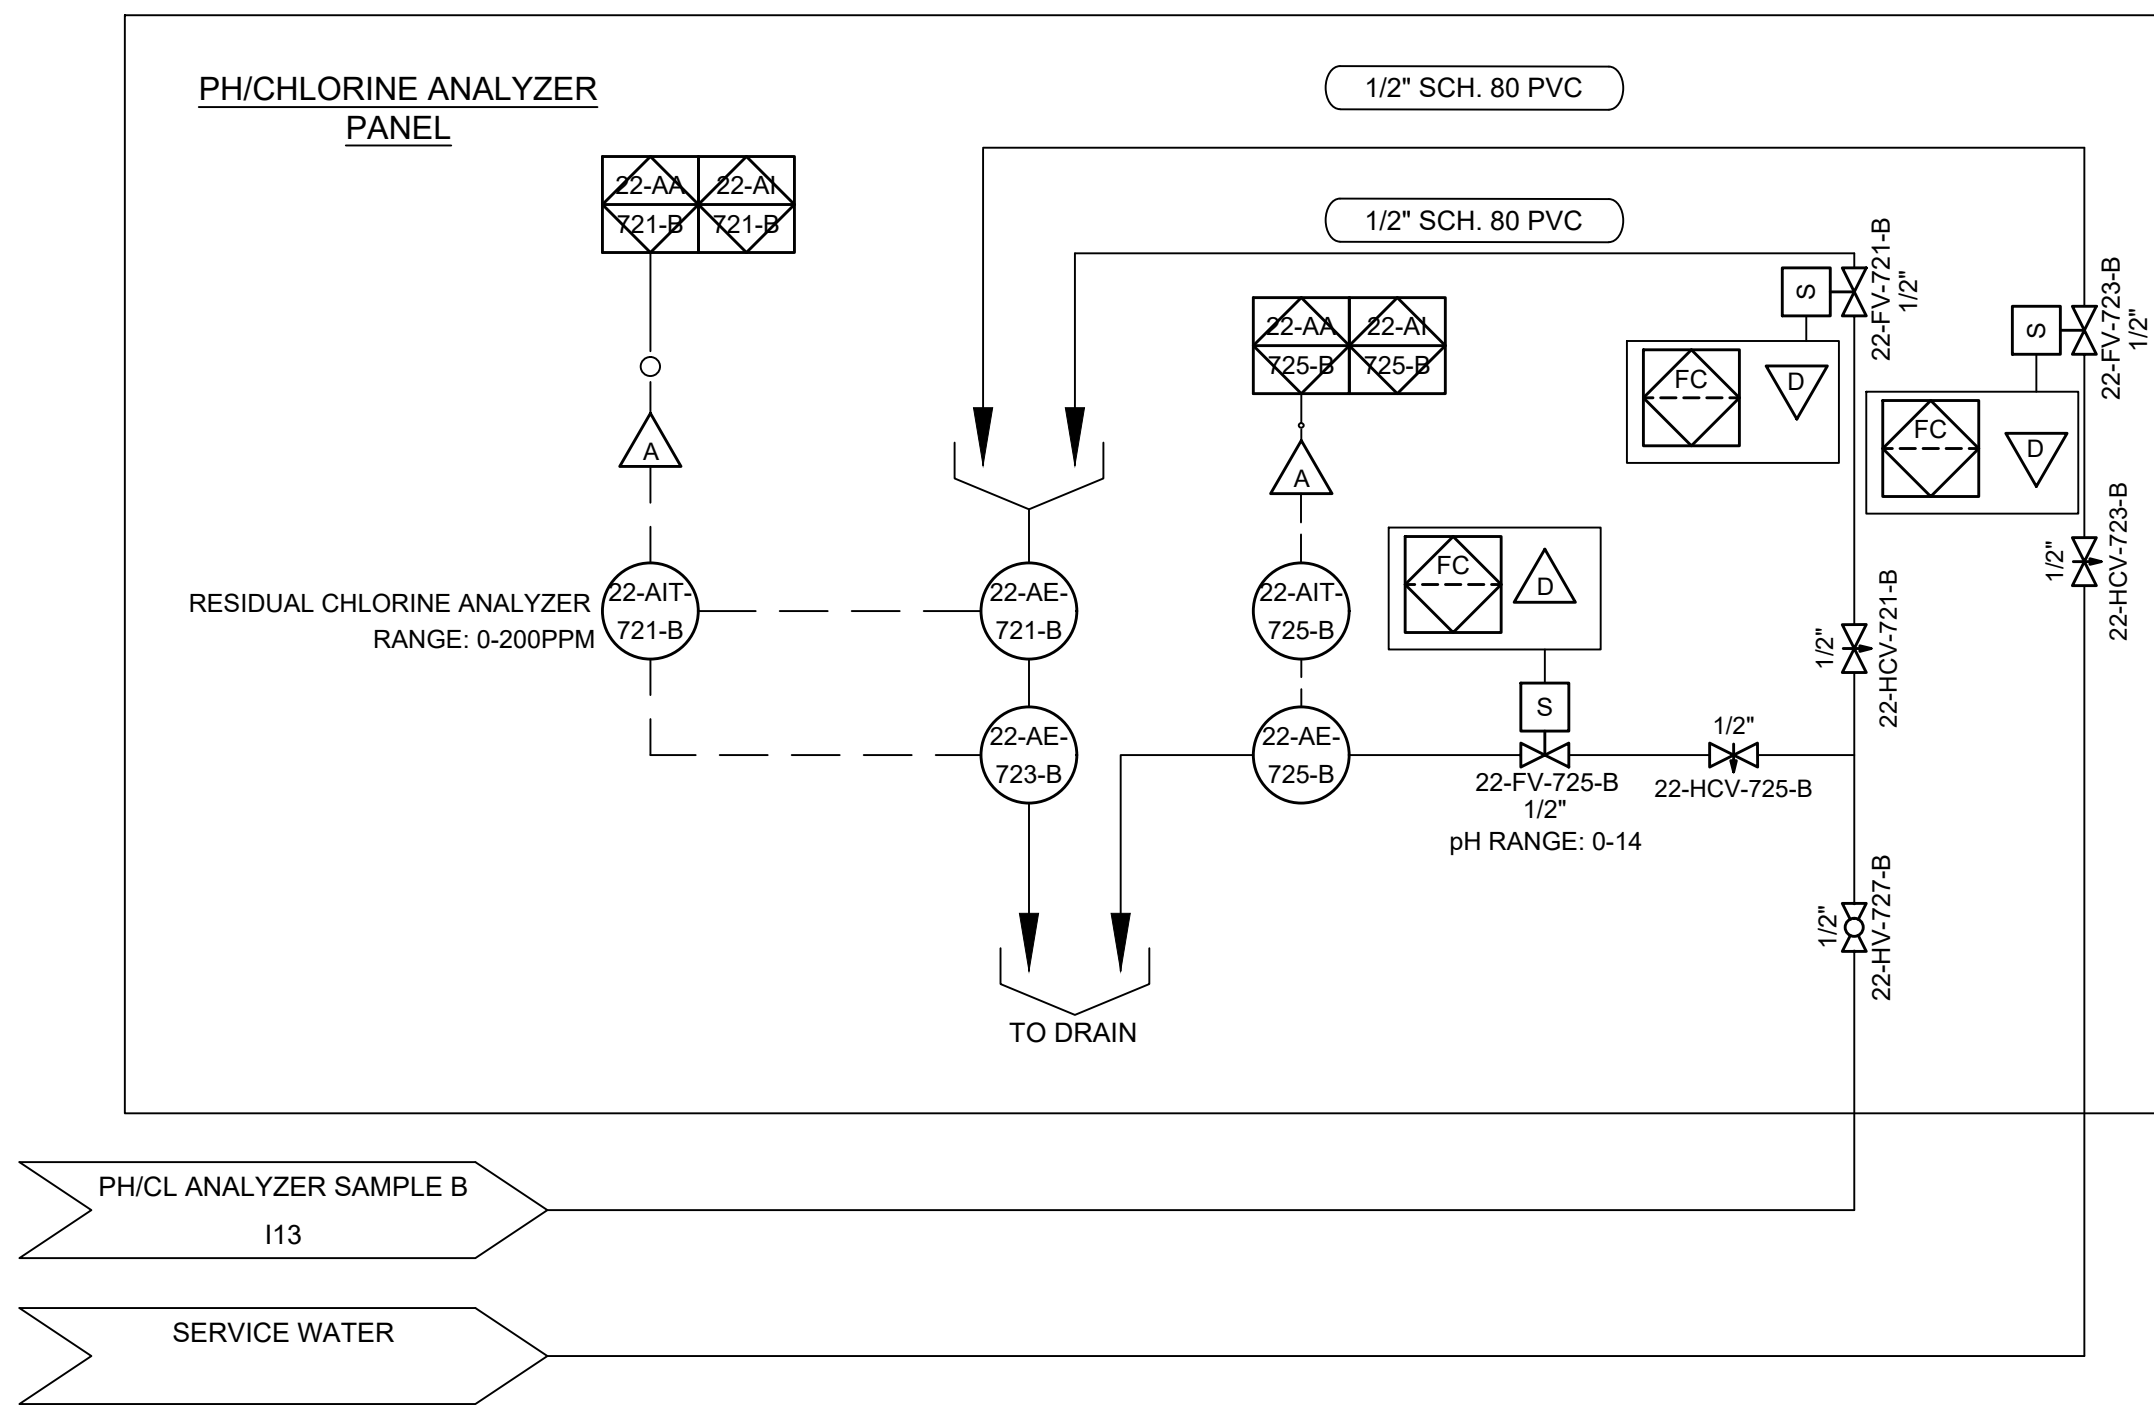 PH/CHLORINE ANALYZER
PANEL
1/2" SCH. 80 PVC
1/2" SCH. 80 PVC
22-AA
721-B
22-AI
721-B
A
22-AA
725-B
22-AI
725-B
A
S
22-FV-721-B
1/2"
S
22-FV-723-B
1/2"
FC
D
FC
D
FC
D
RESIDUAL CHLORINE ANALYZER
RANGE: 0-200PPM
22-AIT-
721-B
22-AE-
721-B
22-AIT-
725-B
1/2"
22-HCV-721-B
1/2"
22-HCV-723-B
22-AE-
723-B
22-AE-
725-B
S
22-FV-725-B
1/2"
pH RANGE: 0-14
1/2"
22-HCV-725-B
1/2"
22-HV-727-B
TO DRAIN
PH/CL ANALYZER SAMPLE B
I13
SERVICE WATER